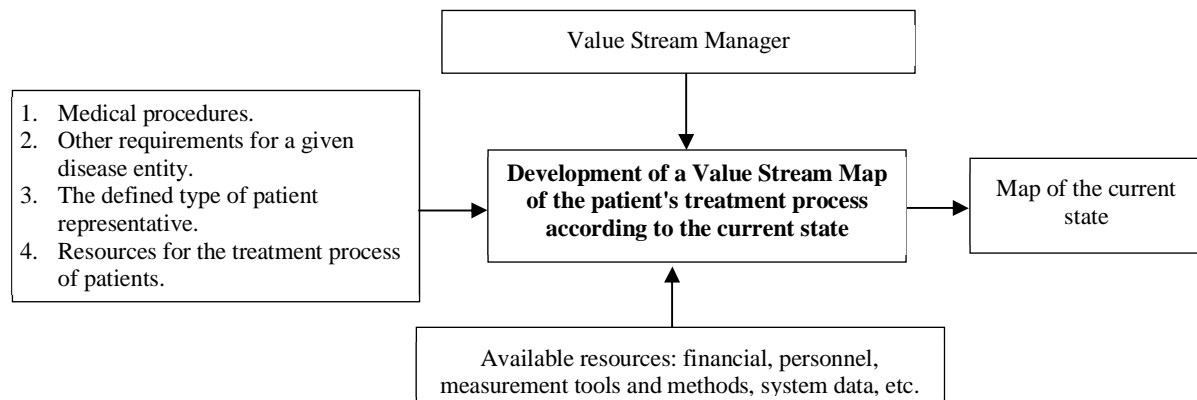 Value Stream Manager
1. Medical procedures.
2. Other requirements for a given
disease entity.
3. The defined type of patient
representative.
4. Resources for the treatment process
of patients.
Development of a Value Stream Map
of the patient's treatment process
according to the current state
Map of the current
state
Available resources: financial, personnel,
measurement tools and methods, system data, etc.